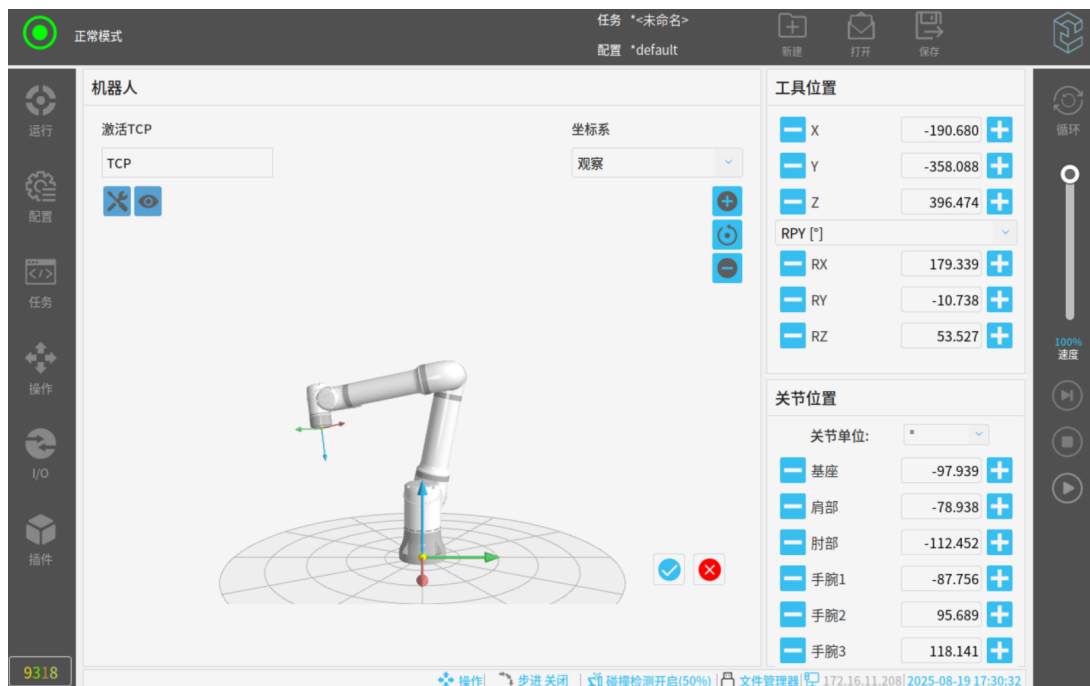 正常模式
任务 *<未命名>
配置 *default
新建
打开
保存
运行
配置
任务
操作
I/O
插件
9318
机器人
激活TCP
TCP
坐标系
观察
工具位置
X -190.680
Y -358.088
Z 396.474
RPY [°]
RX 179.339
RY -10.738
RZ 53.527
关节位置
关节单位: °
基座 -97.939
肩部 -78.938
肘部 -112.452
手腕1 -87.756
手腕2 95.689
手腕3 118.141
循环
100%
速度
操作| 步进 关闭 | 碰撞检测开启(50%) | 文件管理器| 172.16.11.208| 2025-08-19 17:30:32